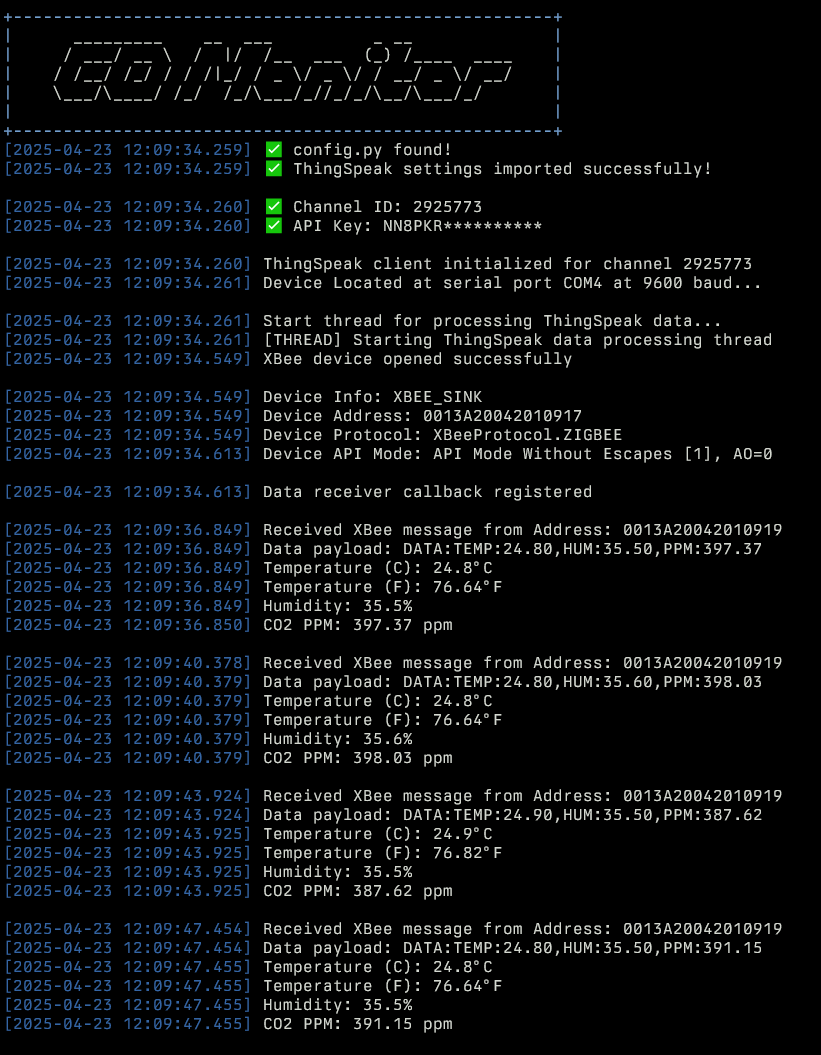 CO Monitor
[2025-04-23 12:09:34.259] ✅ config.py found!
[2025-04-23 12:09:34.259] ✅ ThingSpeak settings imported successfully!
[2025-04-23 12:09:34.260] ✅ Channel ID: 2925773
[2025-04-23 12:09:34.260] ✅ API Key: NN8PKR**********
[2025-04-23 12:09:34.260] ThingSpeak client initialized for channel 2925773
[2025-04-23 12:09:34.261] Device Located at serial port COM4 at 9600 baud...
[2025-04-23 12:09:34.261] Start thread for processing ThingSpeak data...
[2025-04-23 12:09:34.261] [THREAD] Starting ThingSpeak data processing thread
[2025-04-23 12:09:34.549] XBee device opened successfully
[2025-04-23 12:09:34.549] Device Info: XBEE_SINK
[2025-04-23 12:09:34.549] Device Address: 0013A20042010917
[2025-04-23 12:09:34.549] Device Protocol: XBeeProtocol.ZIGBEE
[2025-04-23 12:09:34.613] Device API Mode: API Mode Without Escapes [1], AO=0
[2025-04-23 12:09:34.613] Data receiver callback registered
[2025-04-23 12:09:36.849] Received XBee message from Address: 0013A20042010919
[2025-04-23 12:09:36.849] Data payload: DATA:TEMP:24.80,HUM:35.50,PPM:397.37
[2025-04-23 12:09:36.849] Temperature (C): 24.8°C
[2025-04-23 12:09:36.849] Temperature (F): 76.64°F
[2025-04-23 12:09:36.849] Humidity: 35.5%
[2025-04-23 12:09:36.850] CO2 PPM: 397.37 ppm
[2025-04-23 12:09:40.378] Received XBee message from Address: 0013A20042010919
[2025-04-23 12:09:40.379] Data payload: DATA:TEMP:24.80,HUM:35.60,PPM:398.03
[2025-04-23 12:09:40.379] Temperature (C): 24.8°C
[2025-04-23 12:09:40.379] Temperature (F): 76.64°F
[2025-04-23 12:09:40.379] Humidity: 35.6%
[2025-04-23 12:09:40.379] CO2 PPM: 398.03 ppm
[2025-04-23 12:09:43.924] Received XBee message from Address: 0013A20042010919
[2025-04-23 12:09:43.924] Data payload: DATA:TEMP:24.90,HUM:35.50,PPM:387.62
[2025-04-23 12:09:43.925] Temperature (C): 24.9°C
[2025-04-23 12:09:43.925] Temperature (F): 76.82°F
[2025-04-23 12:09:43.925] Humidity: 35.5%
[2025-04-23 12:09:43.925] CO2 PPM: 387.62 ppm
[2025-04-23 12:09:47.454] Received XBee message from Address: 0013A20042010919
[2025-04-23 12:09:47.454] Data payload: DATA:TEMP:24.80,HUM:35.50,PPM:391.15
[2025-04-23 12:09:47.455] Temperature (C): 24.8°C
[2025-04-23 12:09:47.455] Temperature (F): 76.64°F
[2025-04-23 12:09:47.455] Humidity: 35.5%
[2025-04-23 12:09:47.455] CO2 PPM: 391.15 ppm